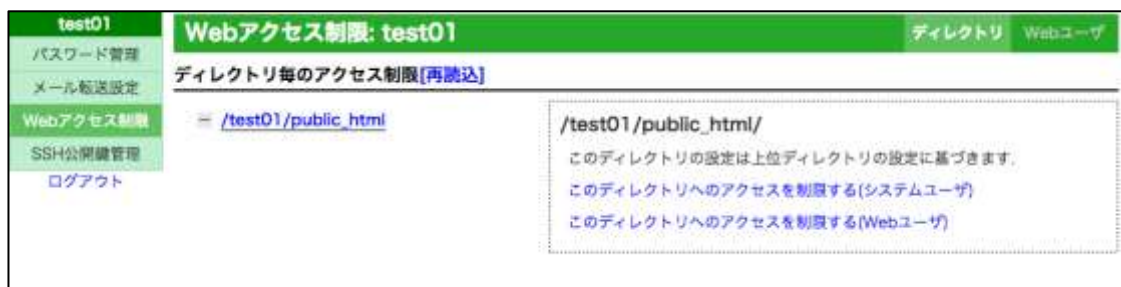 test01
パスワード管理
メール転送設定
Webアクセス制限
SSH公開鍵管理
ログアウト
Webアクセス制限: test01
ディレクトリ Webユーザ
ディレクトリ毎のアクセス制限[再読込]
/test01/public_html
/test01/public_html/
このディレクトリの設定は上位ディレクトリの設定に基づきます.
このディレクトリへのアクセスを制限する(システムユーザ)
このディレクトリへのアクセスを制限する(Webユーザ)